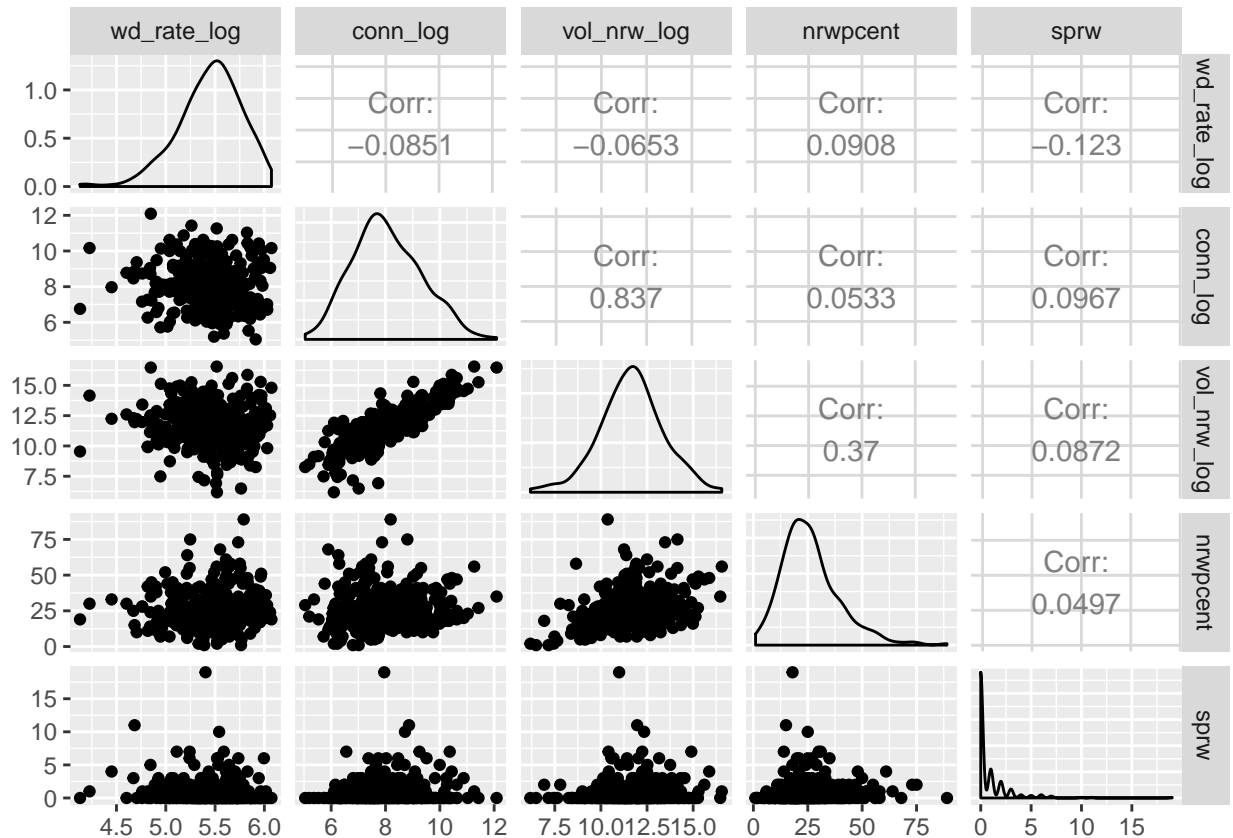 wd_rate_log conn_log vol_nrw_log nrwpcent sprw
1.0
0.5
0.0
Corr:
−0.0851
Corr:
−0.0653
Corr:
0.0908
Corr:
−0.123
wd_rate_log
12
10
8
6
Corr:
0.837
Corr:
0.0533
Corr:
0.0967
conn_log
15.0
12.5
10.0
7.5
Corr:
0.37
Corr:
0.0872
vol_nrw_log
75
50
25
0
Corr:
0.0497
nrwpcent
15
10
5
0
sprw
4.5 5.0 5.5 6.0 6 8 10 12 7.5 10.0 12.5 15.0 0 25 50 75 0 5 10 15